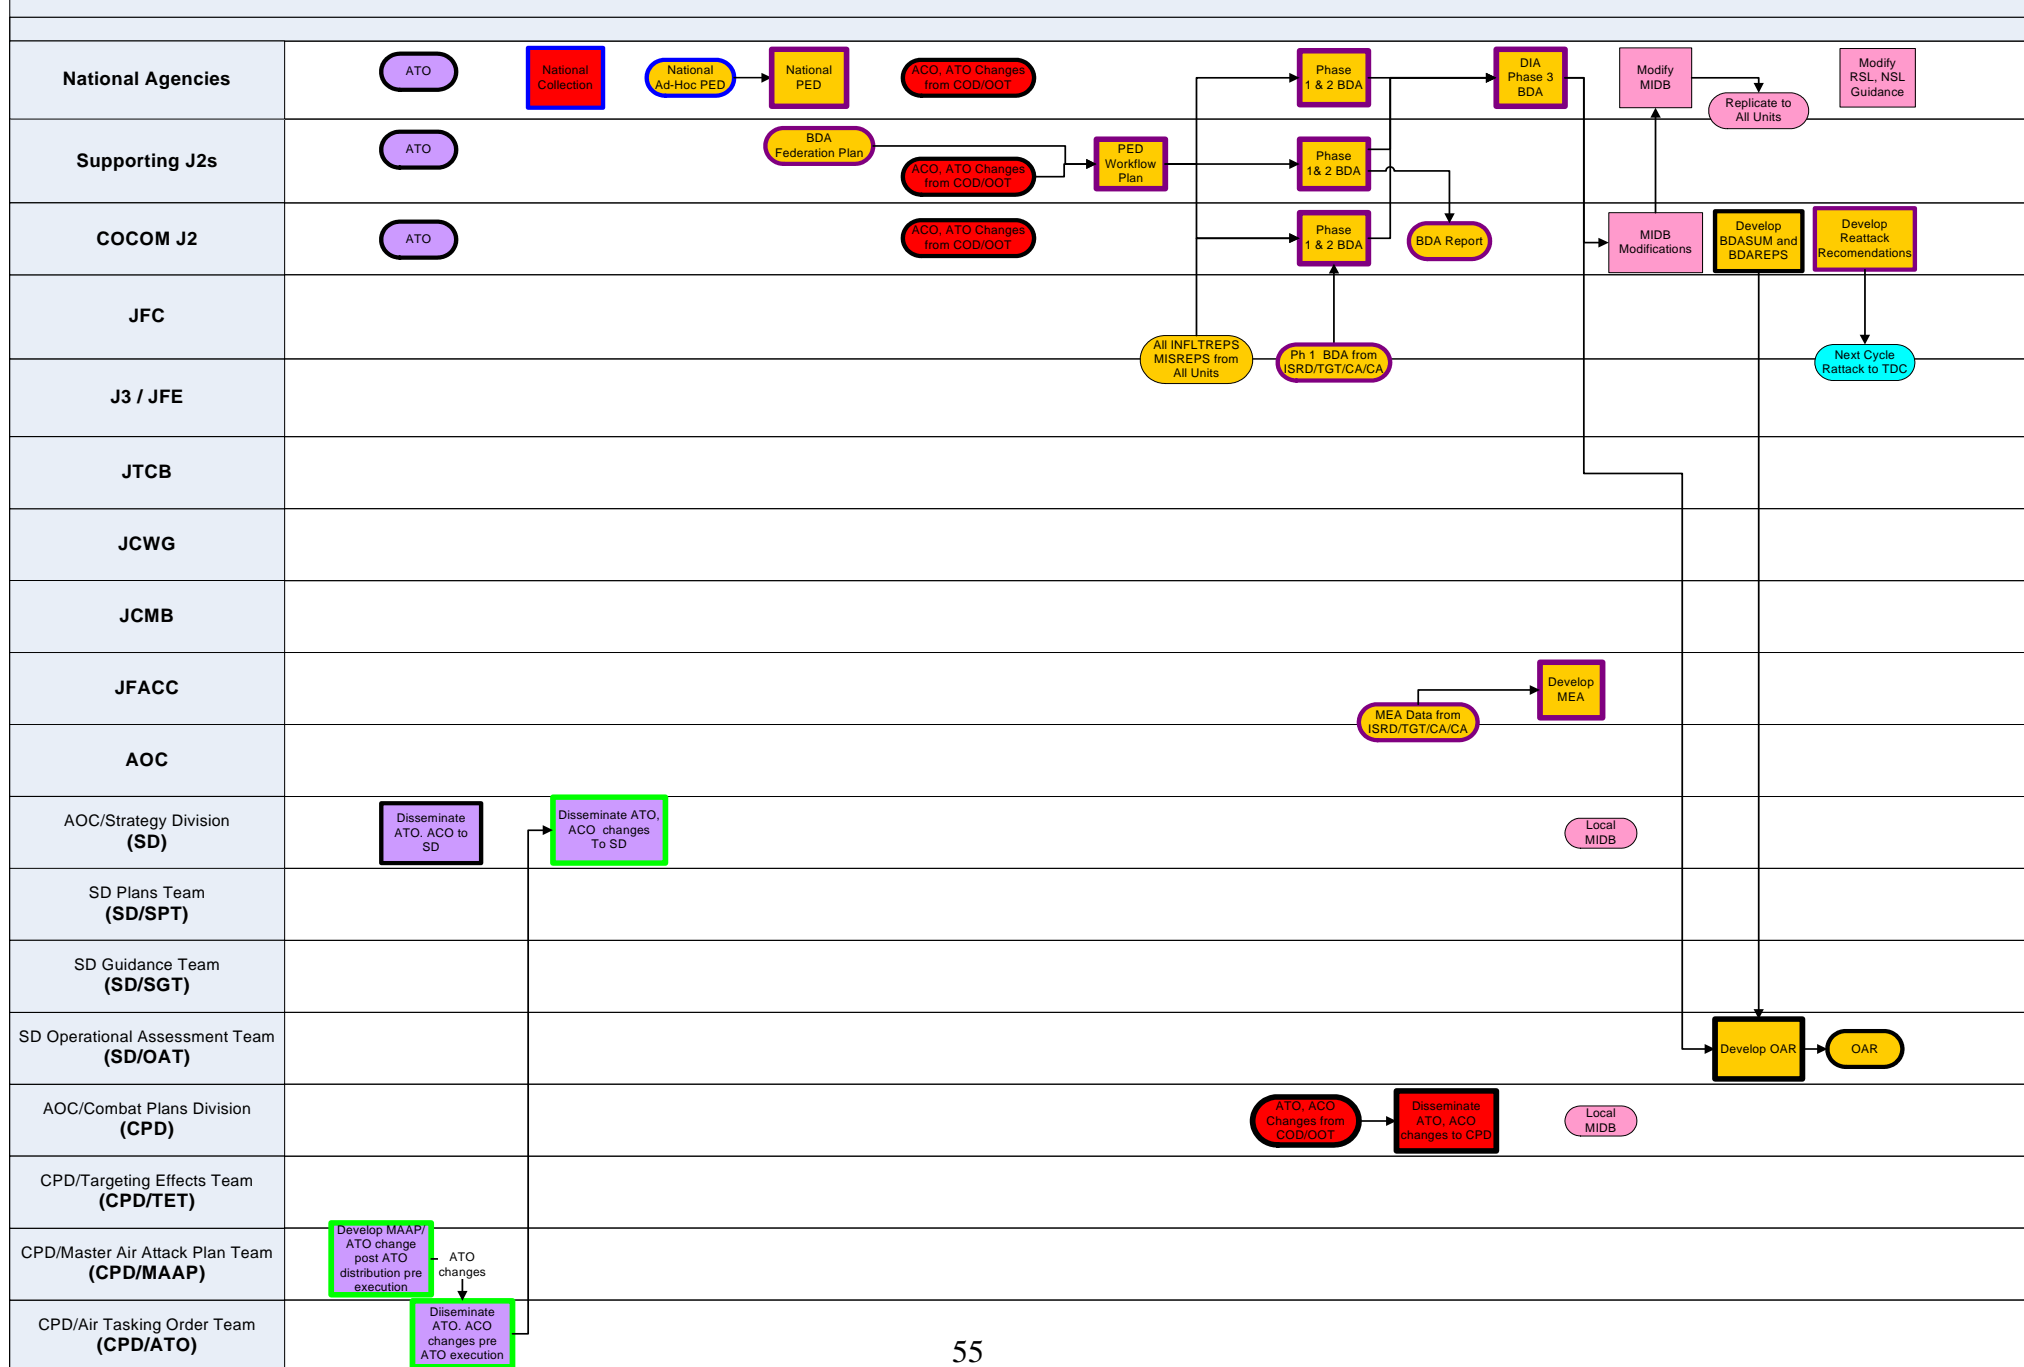 National Agencies
ATO
National
Collection
National
Ad-Hoc PED
National
PED
ACO, ATO Changes
from COD/OOT
Phase
1 & 2 BDA
DIA
Phase 3
BDA
Modify
MIDB
Replicate to
All Units
Modify
RSL, NSL
Guidance
Supporting J2s
ATO
BDA
Federation Plan
ACO, ATO Changes
from COD/OOT
PED
Workflow
Plan
Phase
1& 2 BDA
COCOM J2
ATO
ACO, ATO Changes
from COD/OOT
Phase
1 & 2 BDA
BDA Report
MIDB
Modifications
Develop
BDASUM and
BDAREPS
Develop
Reattack
Recomendations
JFC
All INFLTREPS
MISREPS from
All Units
Ph 1 BDA from
ISRD/TGT/CA/CA
Next Cycle
Rattack to TDC
J3 / JFE
JTCB
JCWG
JCMB
JFACC
Develop
MEA
MEA Data from
ISRD/TGT/CA/CA
AOC
AOC/Strategy Division
(SD)
Disseminate
ATO. ACO to
SD
Disseminate ATO,
ACO changes
To SD
Local
MIDB
SD Plans Team
(SD/SPT)
SD Guidance Team
(SD/SGT)
SD Operational Assessment Team
(SD/OAT)
Develop OAR
OAR
AOC/Combat Plans Division
(CPD)
ATO, ACO
Changes from
COD/OOT
Disseminate
ATO, ACO
changes to CPD
Local
MIDB
CPD/Targeting Effects Team
(CPD/TET)
CPD/Master Air Attack Plan Team
(CPD/MAAP)
Develop MAAP/
ATO change
post ATO
distribution pre
execution
ATO
changes
CPD/Air Tasking Order Team
(CPD/ATO)
Diiseminate
ATO. ACO
changes pre
ATO execution
55